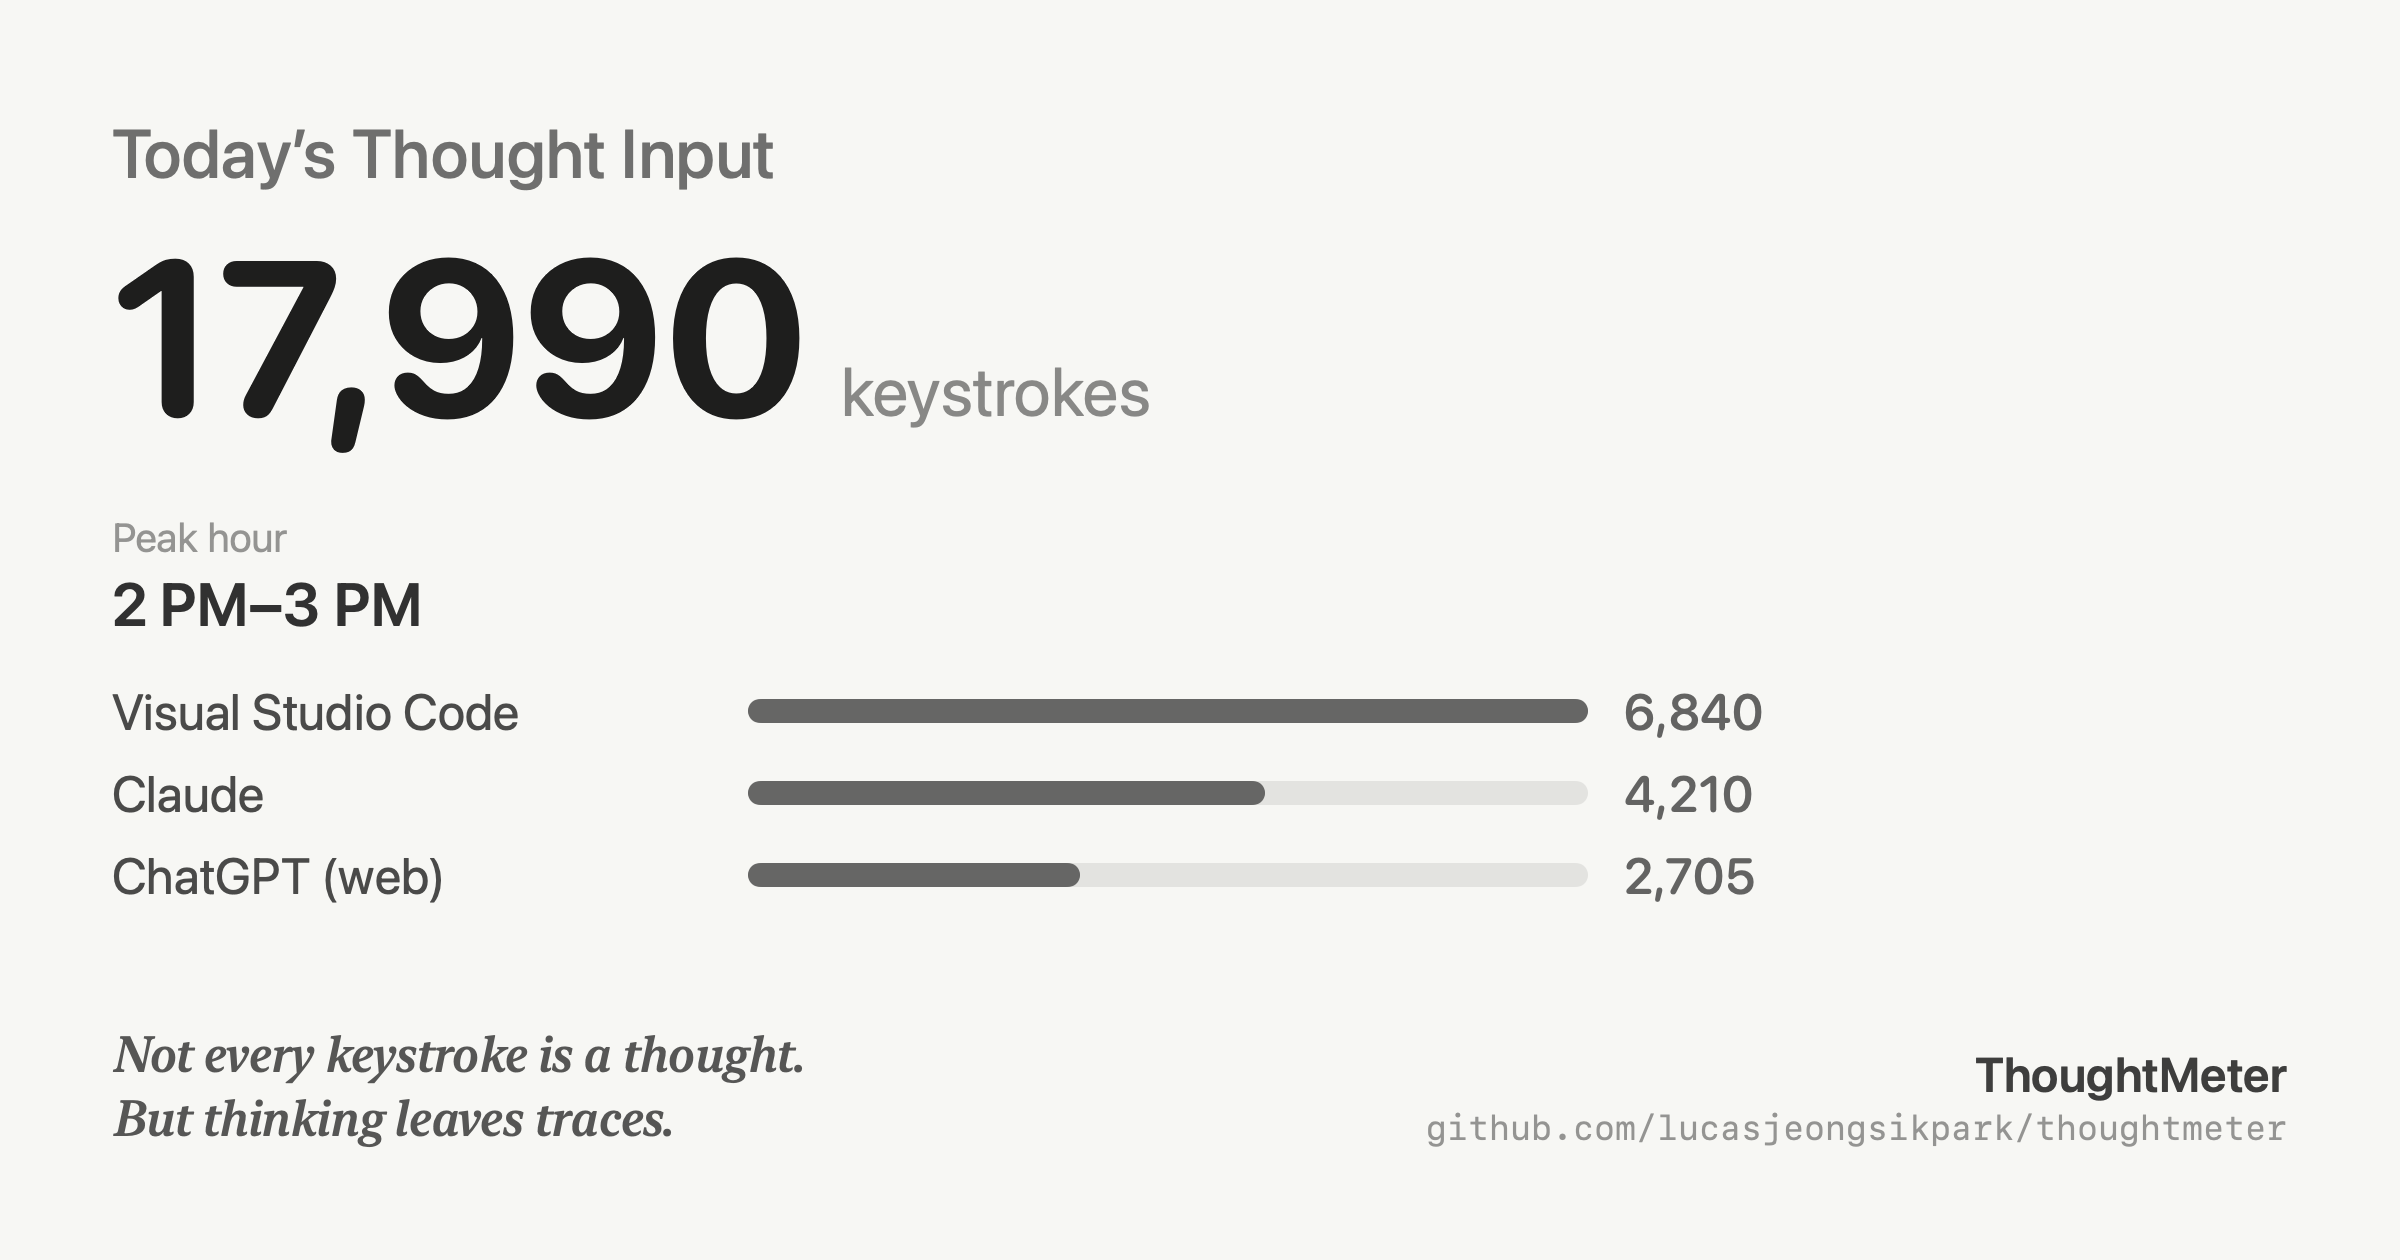 Today’s Thought Input
17,990 keystrokes
Peak hour
2 PM–3 PM
Visual Studio Code 6,840
Claude 4,210
ChatGPT (web) 2,705
Not every keystroke is a thought.
But thinking leaves traces.
ThoughtMeter
github.com/lucasjeongsikpark/thoughtmeter